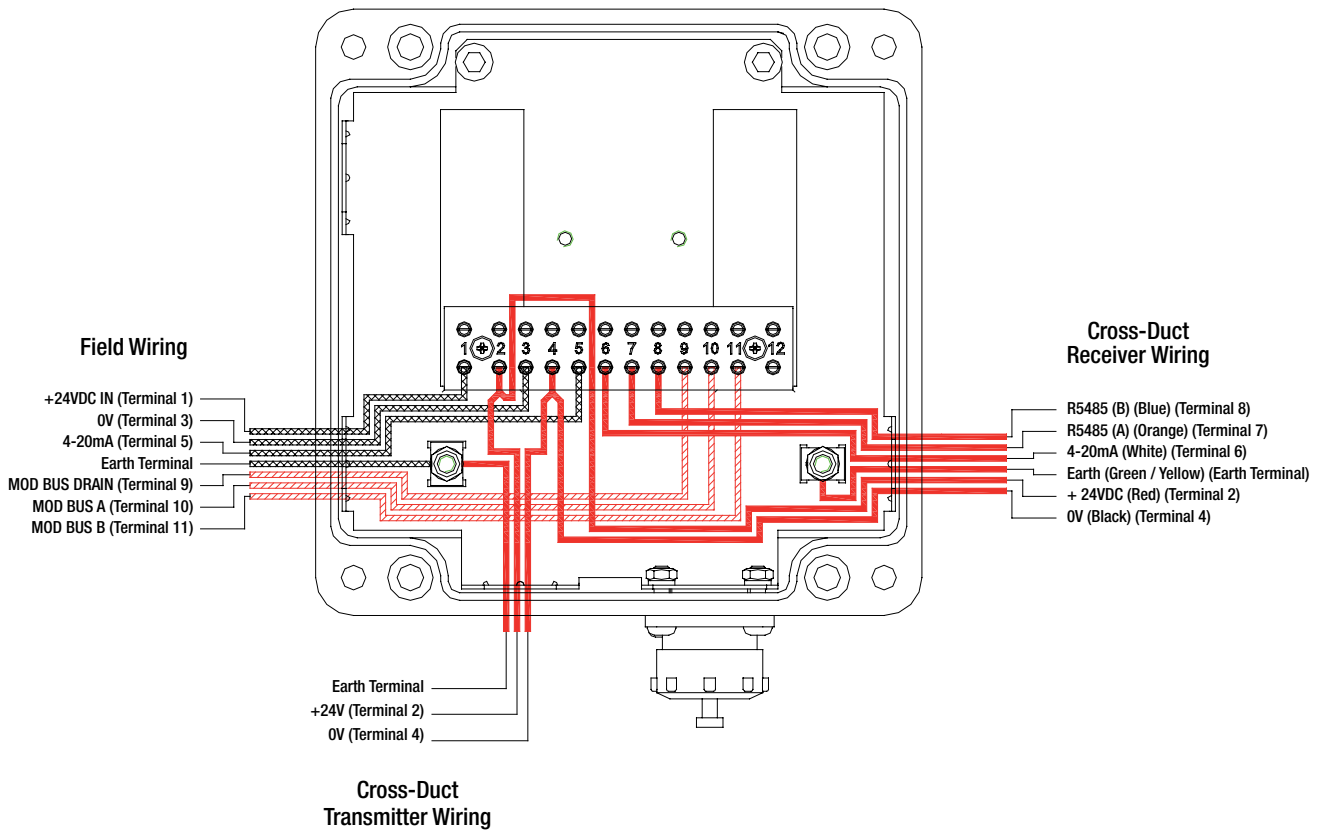 1 2 3 4 5 6 7 8 9 10 11 12
Field Wiring
+24VDC IN (Terminal 1)
0V (Terminal 3)
4-20mA (Terminal 5)
Earth Terminal
MOD BUS DRAIN (Terminal 9)
MOD BUS A (Terminal 10)
MOD BUS B (Terminal 11)
Cross-Duct
Receiver Wiring
R5485 (B) (Blue) (Terminal 8)
R5485 (A) (Orange) (Terminal 7)
4-20mA (White) (Terminal 6)
Earth (Green / Yellow) (Earth Terminal)
+ 24VDC (Red) (Terminal 2)
0V (Black) (Terminal 4)
Earth Terminal
+24V (Terminal 2)
0V (Terminal 4)
Cross-Duct
Transmitter Wiring